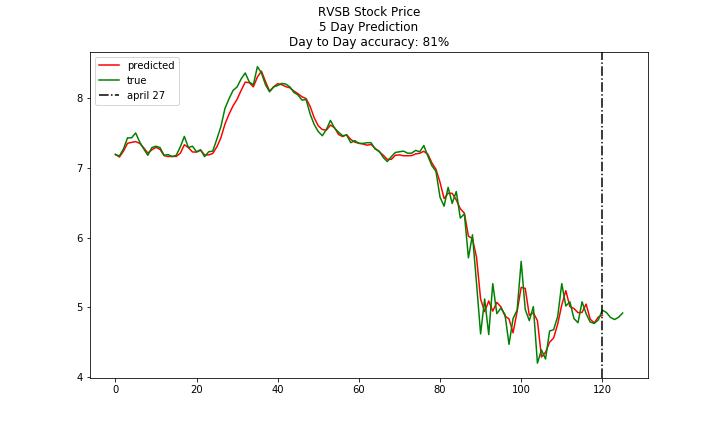 RVSB Stock Price
5 Day Prediction
Day to Day accuracy: 81%
predicted
true
april 27
8
7
6
5
4
0 20 40 60 80 100 120